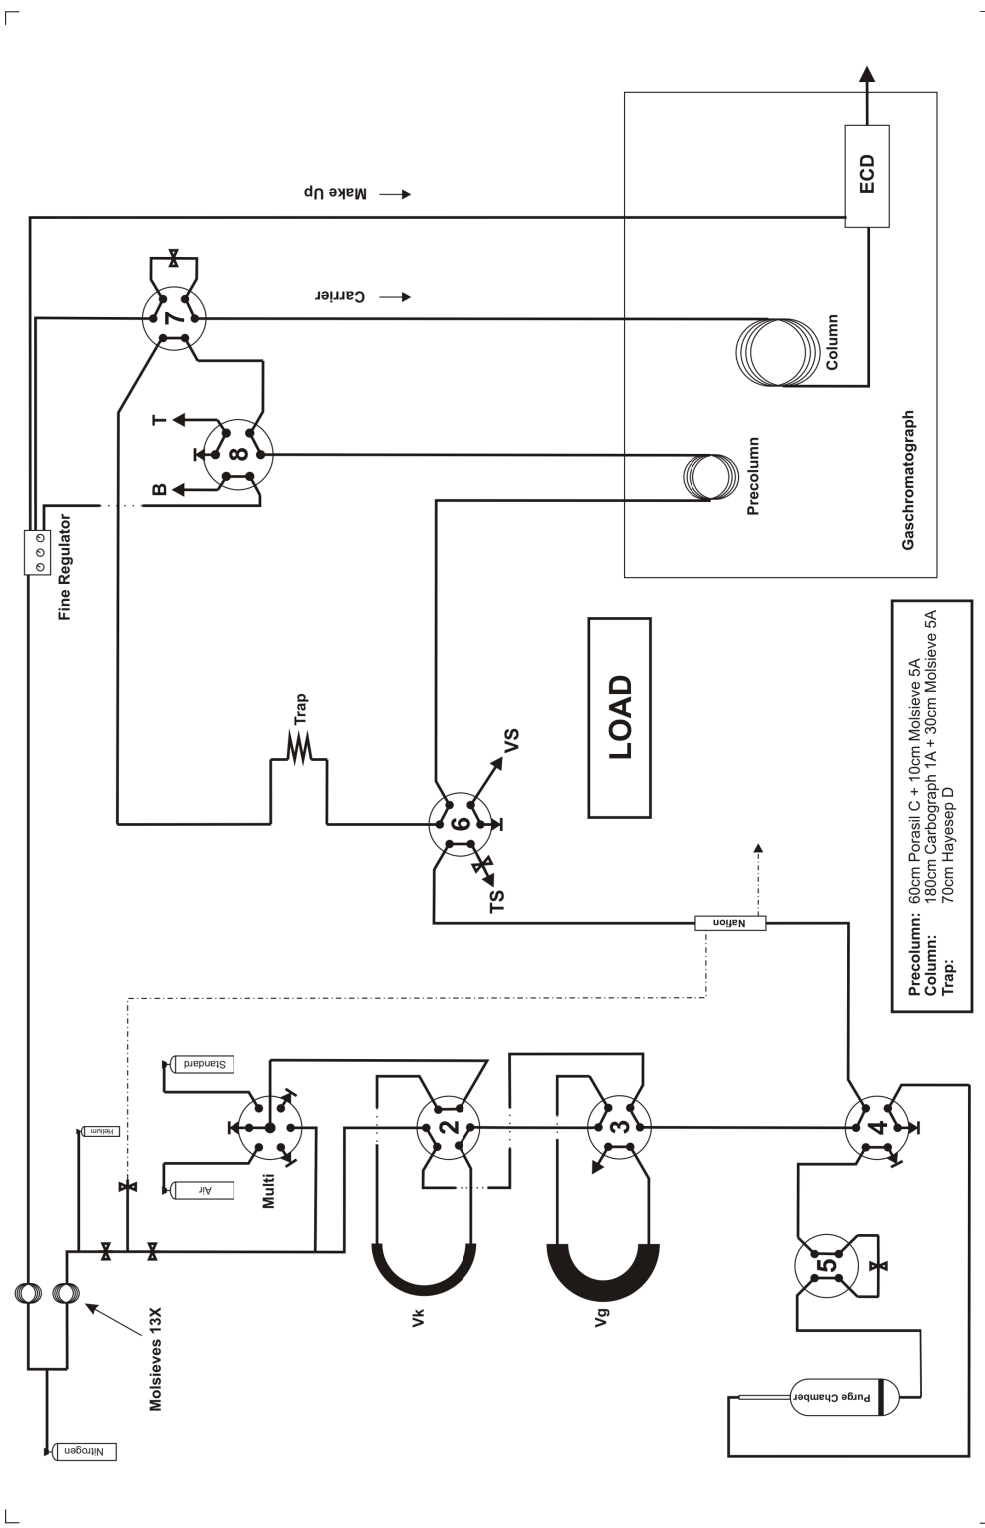 Nitrogen
Molsieves 13X
Helium
Air
Standard
Multi
Fine Regulator
B
T
8
7
Make Up
Carrier
Vk
2
Vg
3
Trap
6
TS
VS
Nafion
5
4
Purge Chamber
LOAD
Precolumn
Column
ECD
Gaschromatograph
Precolumn: 60cm Porasil C + 10cm Molsieve 5A
Column: 180cm Carbograph 1A + 30cm Molsieve 5A
Trap: 70cm Hayesep D